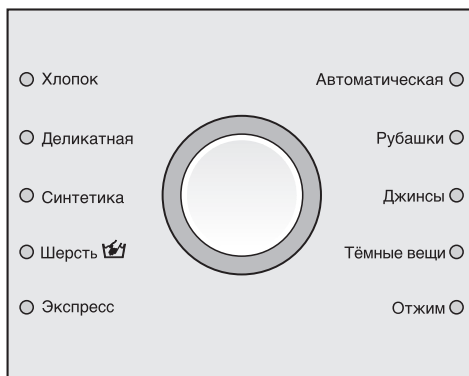 Хлопок
Деликатная
Синтетика
Шерсть
Экспресс
Автоматическая
Рубашки
Джинсы
Тёмные вещи
Отжим